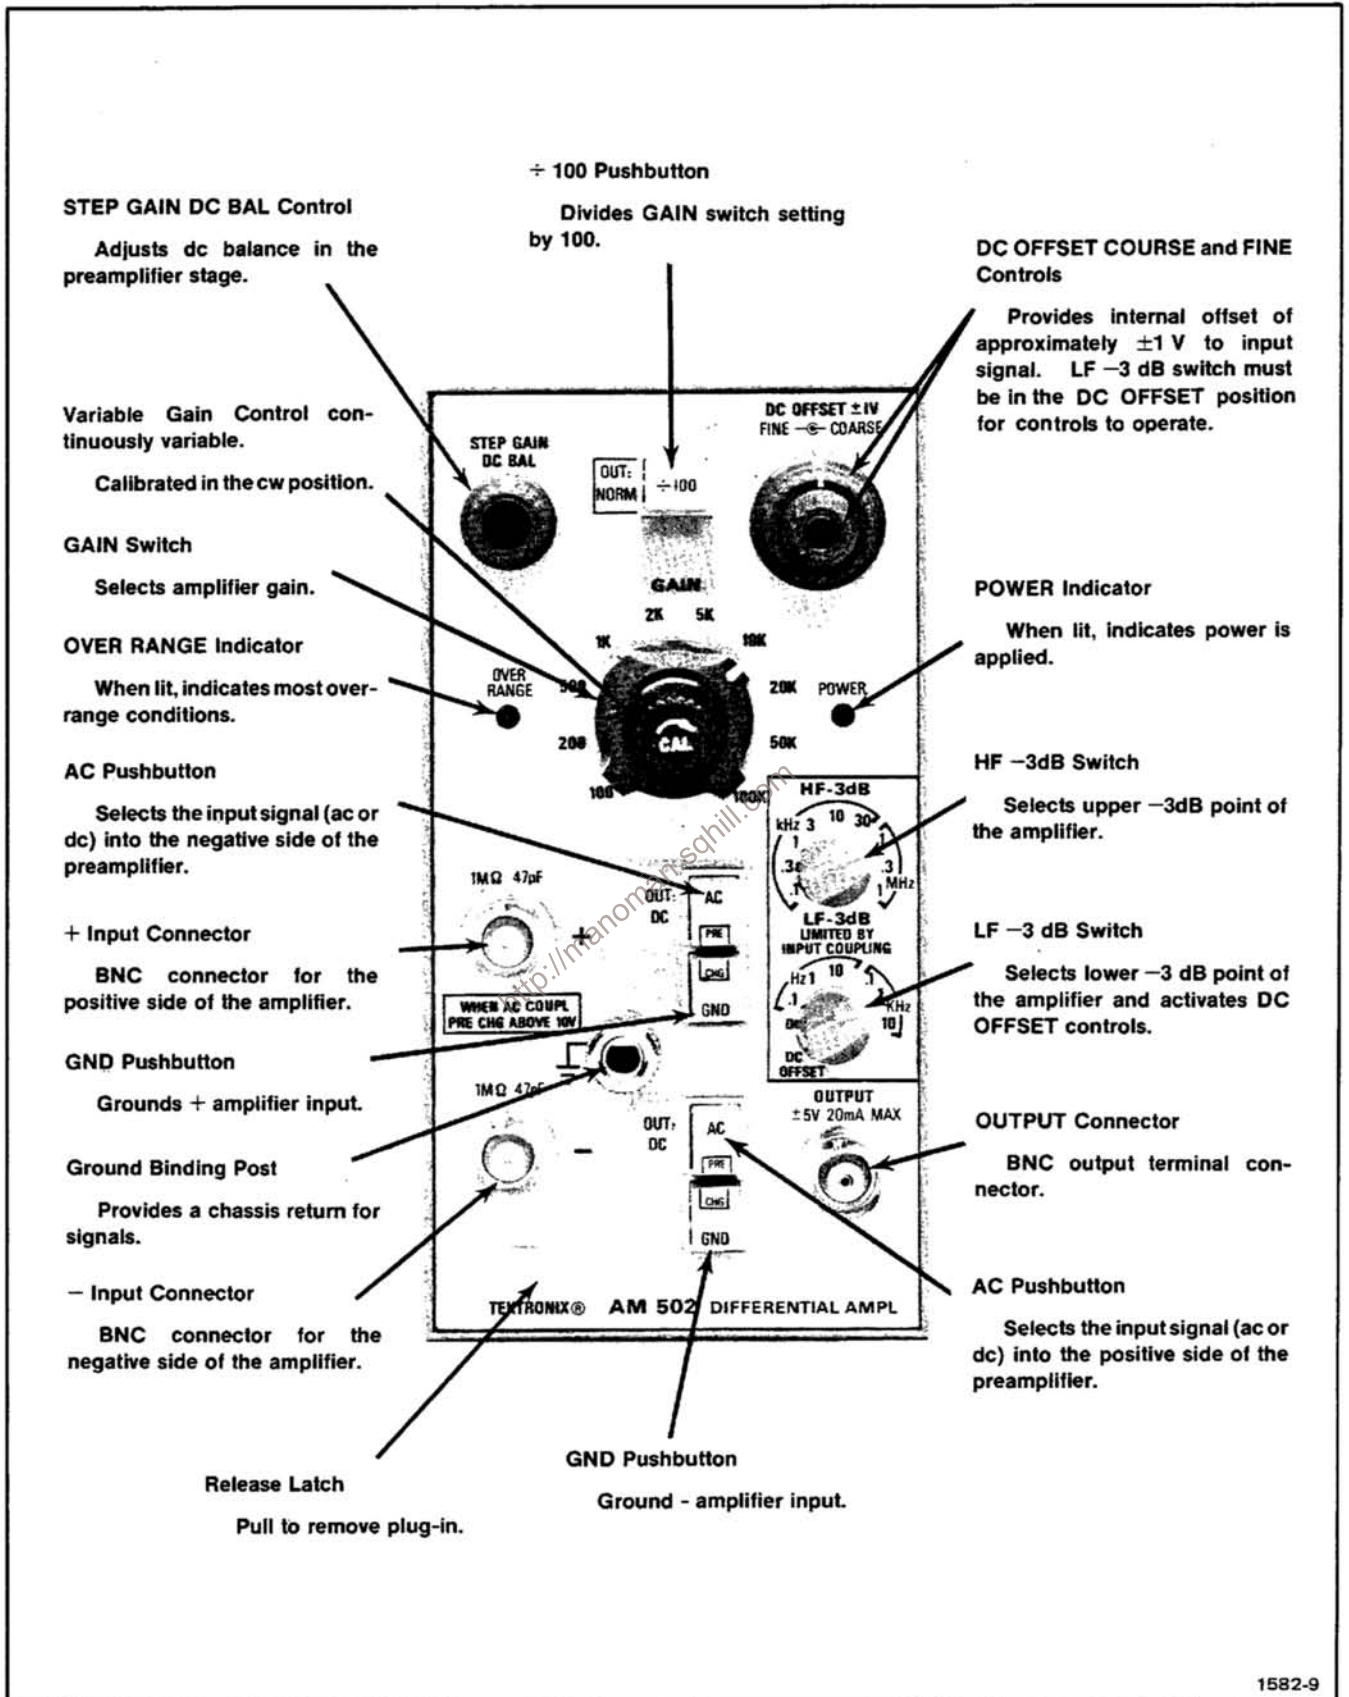 ÷ 100 Pushbutton
Divides GAIN switch setting
by 100.
STEP GAIN DC BAL Control
Adjusts dc balance in the
preamplifier stage.
Variable Gain Control con-
tinuously variable.
Calibrated in the cw position.
GAIN Switch
Selects amplifier gain.
OVER RANGE Indicator
When lit, indicates most over-
range conditions.
AC Pushbutton
Selects the input signal (ac or
dc) into the negative side of the
preamplifier.
+ Input Connector
BNC connector for the
positive side of the amplifier.
GND Pushbutton
Grounds + amplifier input.
Ground Binding Post
Provides a chassis return for
signals.
− Input Connector
BNC connector for the
negative side of the amplifier.
Release Latch
Pull to remove plug-in.
STEP GAIN
DC BAL
OUT:
NORM
÷100
DC OFFSET ±1V
FINE COARSE
GAIN
2K 5K
1K 10K
500 20K
200 50K
100 100K
CAL
OVER
RANGE
POWER
HF-3dB
kHz .1 .3 1 3 10 30
.1 .3 1 MHz
LF-3dB
LIMITED BY
INPUT COUPLING
Hz .1 1 10
.1 1 KHz 10
DC
DC
OFFSET
1MΩ 47pF
+
OUT:
DC
AC
PRE
CHG
GND
WHEN AC COUPL
PRE CHG ABOVE 10V
1MΩ 47pF
−
OUT:
DC
AC
PRE
CHG
GND
OUTPUT
±5V 20mA MAX
TEKTRONIX® AM 502 DIFFERENTIAL AMPL
http://manoman.sqhill.com
DC OFFSET COURSE and FINE
Controls
Provides internal offset of
approximately ±1 V to input
signal. LF −3 dB switch must
be in the DC OFFSET position
for controls to operate.
POWER Indicator
When lit, indicates power is
applied.
HF −3dB Switch
Selects upper −3dB point of
the amplifier.
LF −3 dB Switch
Selects lower −3 dB point of
the amplifier and activates DC
OFFSET controls.
OUTPUT Connector
BNC output terminal con-
nector.
AC Pushbutton
Selects the input signal (ac or
dc) into the positive side of the
preamplifier.
GND Pushbutton
Ground - amplifier input.
1582-9